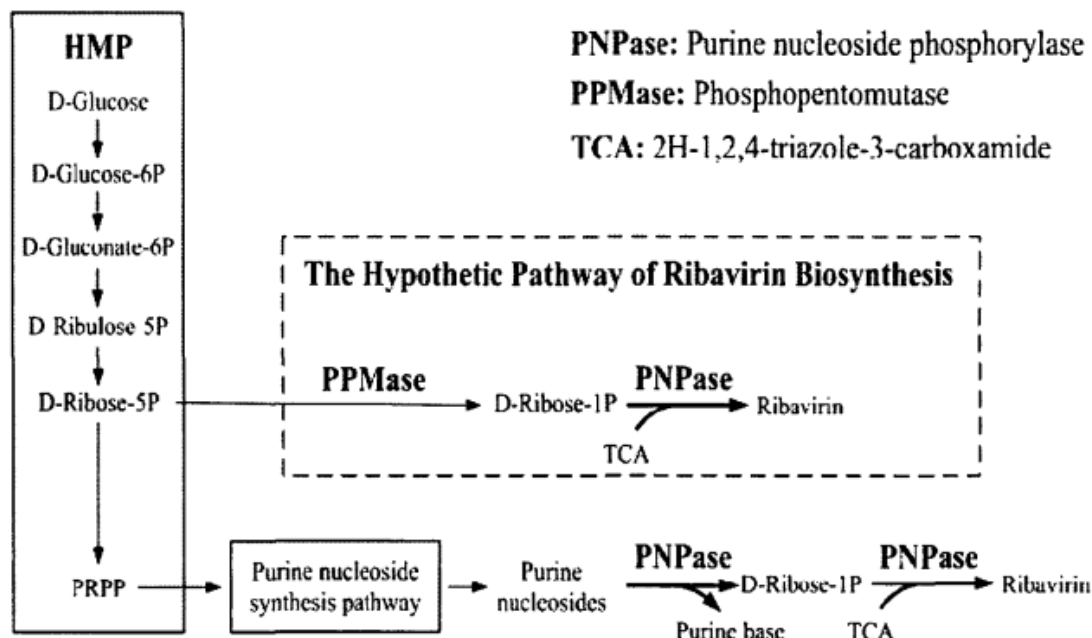 HMP
D-Glucose
D-Glucose-6P
D-Gluconate-6P
D Ribulose 5P
D-Ribose-5P
PRPP
PNPase: Purine nucleoside phosphorylase
PPMase: Phosphopentomutase
TCA: 2H-1,2,4-triazole-3-carboxamide
The Hypothetic Pathway of Ribavirin Biosynthesis
PPMase
D-Ribose-1P
PNPase
TCA
Ribavirin
Purine nucleoside
synthesis pathway
Purine
nucleosides
PNPase
Purine base
D-Ribose-1P
PNPase
TCA
Ribavirin